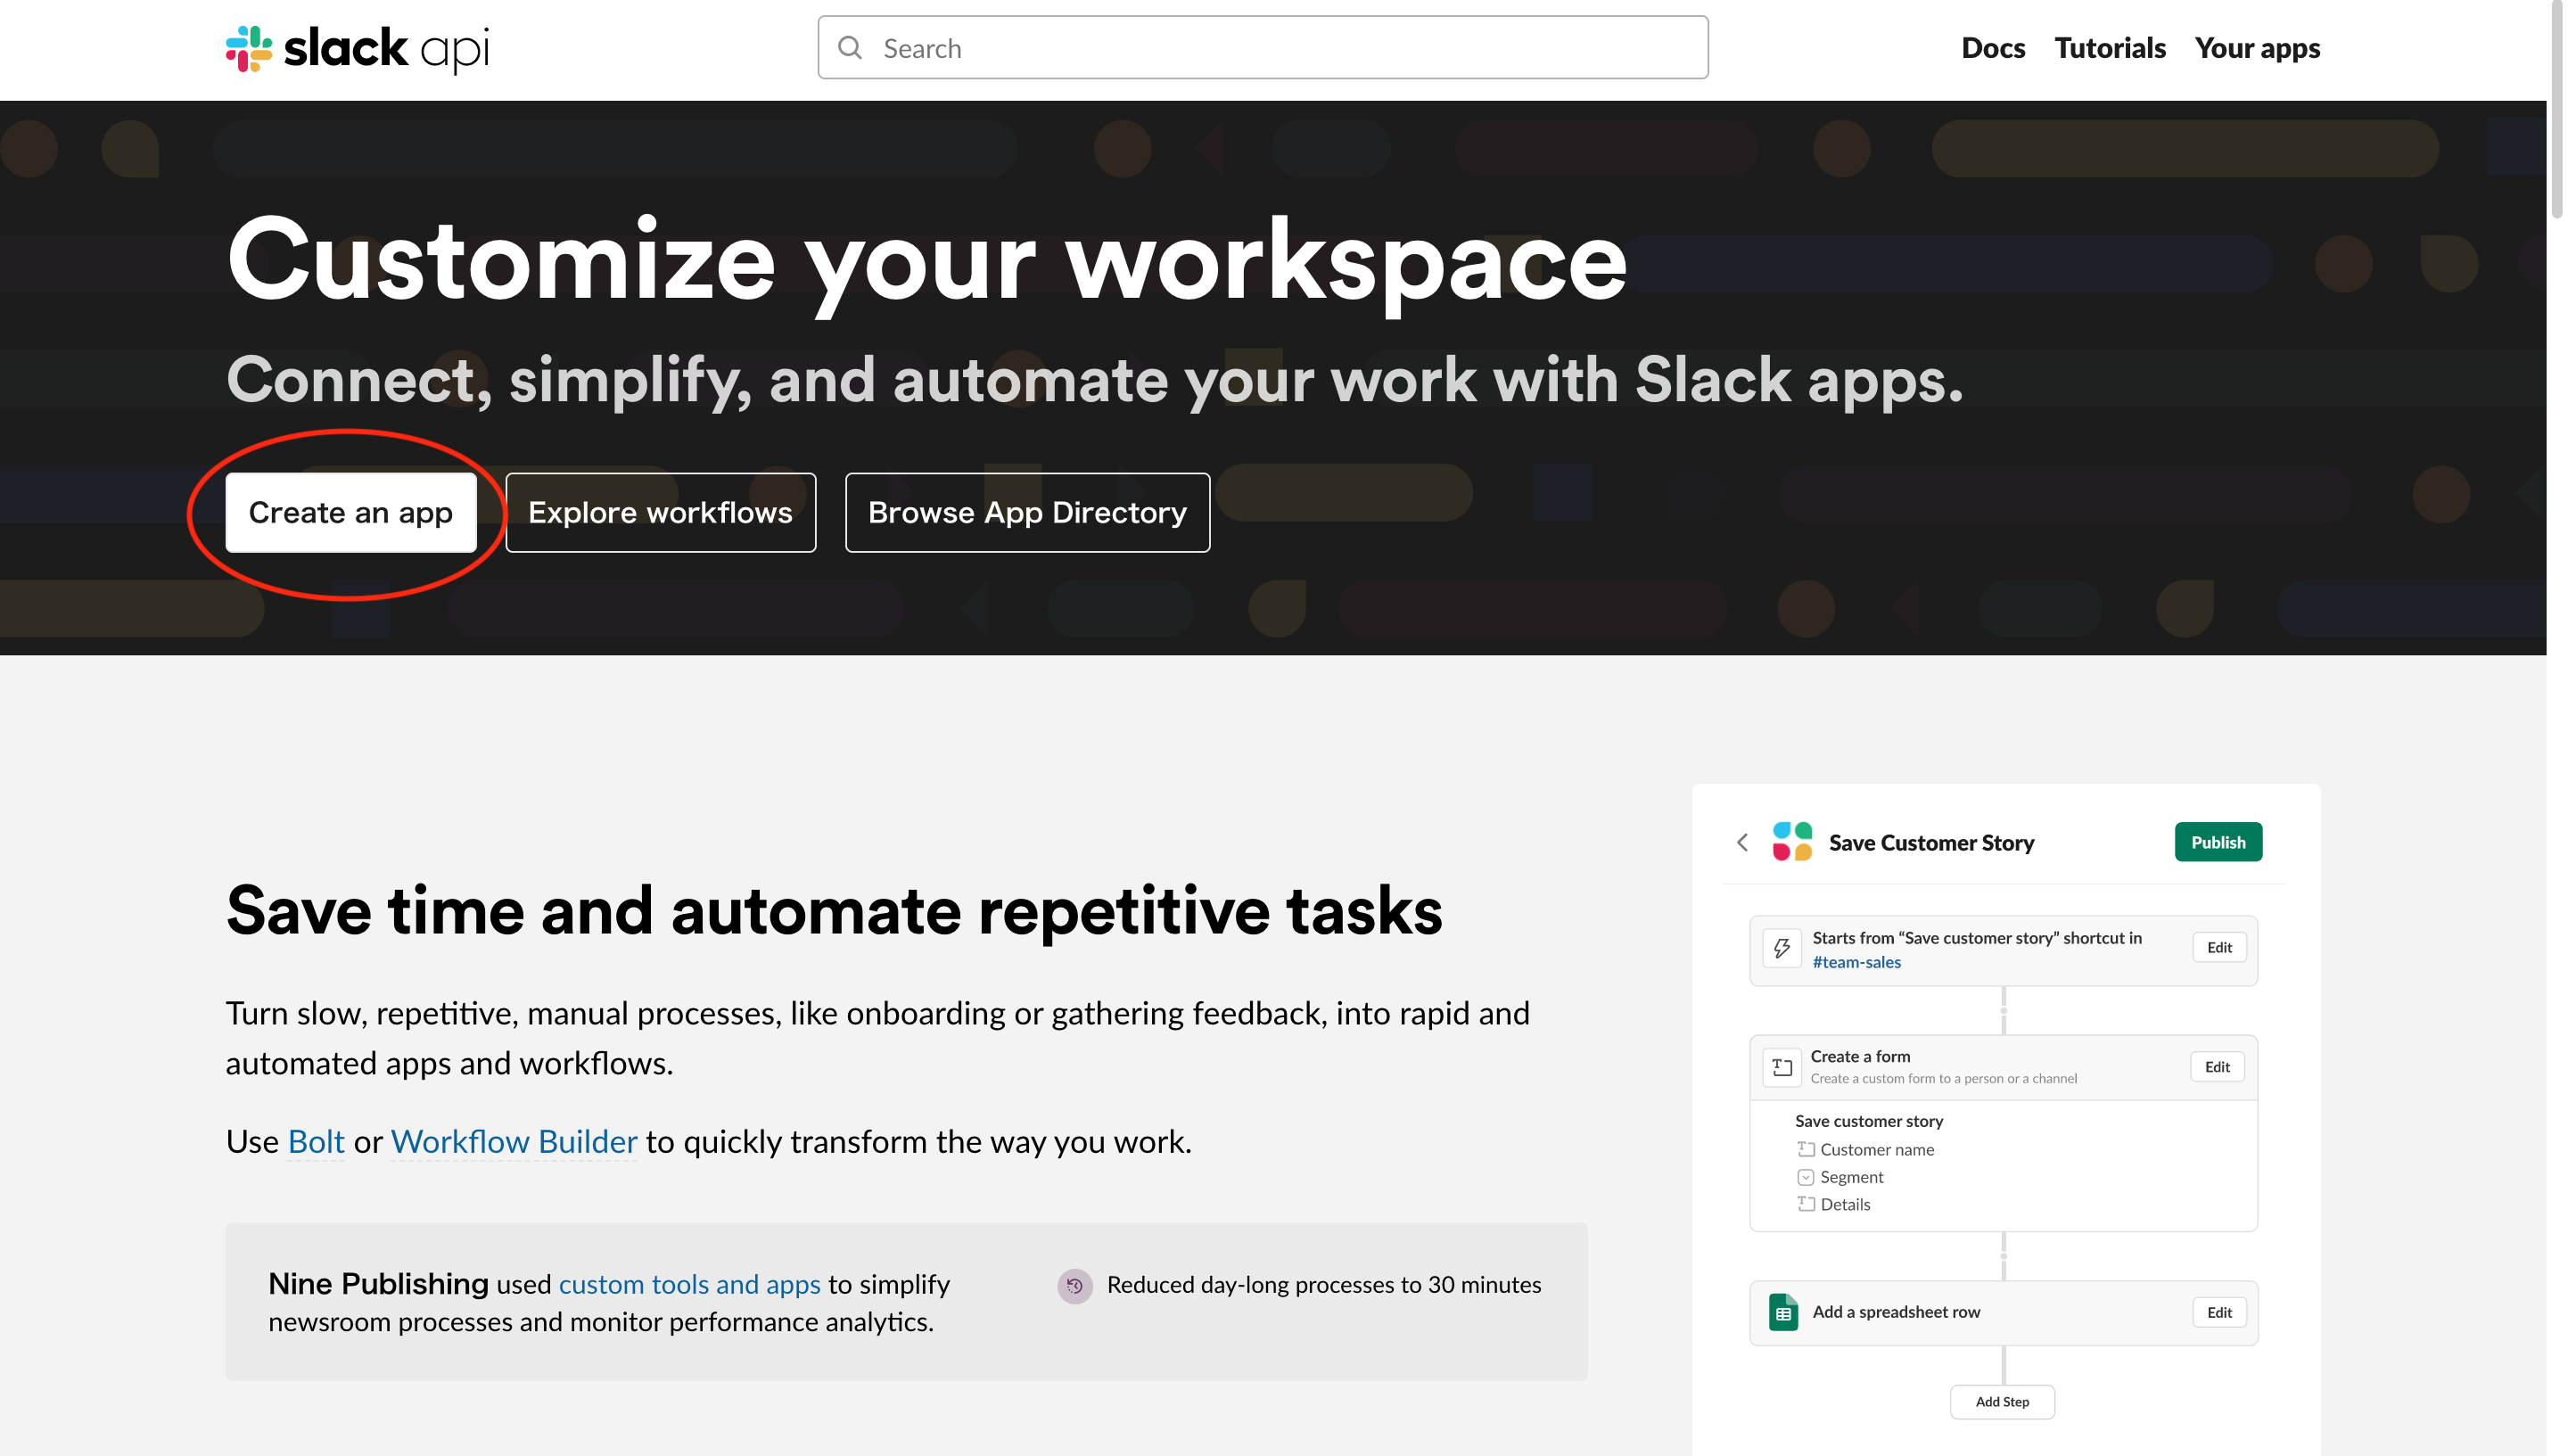 slack api
Search
Docs Tutorials Your apps
Customize your workspace
Connect, simplify, and automate your work with Slack apps.
Create an app
Explore workflows
Browse App Directory
Save time and automate repetitive tasks
Turn slow, repetitive, manual processes, like onboarding or gathering feedback, into rapid and
automated apps and workflows.
Use Bolt or Workflow Builder to quickly transform the way you work.
Nine Publishing used custom tools and apps to simplify
newsroom processes and monitor performance analytics.
Reduced day-long processes to 30 minutes
Save Customer Story
Publish
Starts from “Save customer story” shortcut in
#team-sales
Edit
Create a form
Create a custom form to a person or a channel
Edit
Save customer story
Customer name
Segment
Details
Add a spreadsheet row
Edit
Add Step